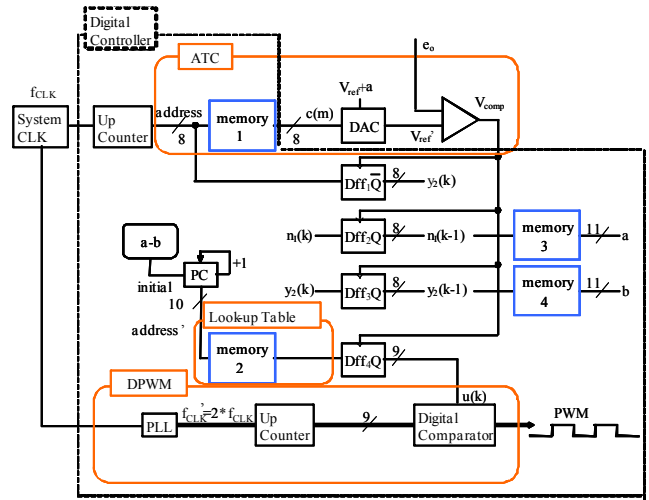 Digital
Controller
ATC
e₀
f_CLK
V_ref+a
V_comp
System
CLK
Up
Counter
address
8
memory
1
c(m)
8
DAC
V_ref'
Dff₁Q̅
8
y₂(k)
n₁(k)
Dff₂Q
8
n₁(k-1)
memory
3
11
a
a-b
+1
PC
initial
10
y₂(k)
Dff₃Q
8
y₂(k-1)
memory
4
11
b
address'
Look-up Table
memory
2
Dff₄Q
9
DPWM
u(k)
PLL
f_CLK'=2*f_CLK
Up
Counter
9
Digital
Comparator
PWM